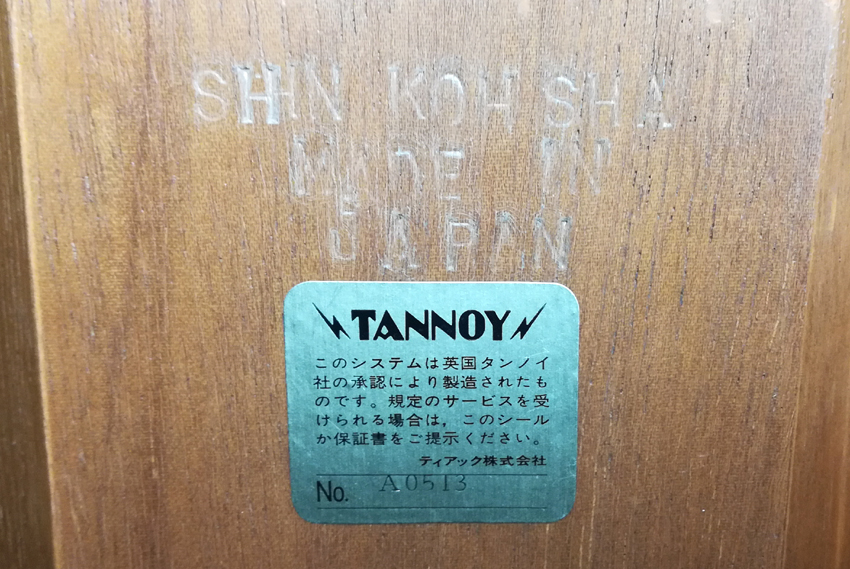 SHIN KOH SHA
MADE IN
JAPAN
TANNOY
このシステムは英国タンノイ
社の承認により製造されたも
のです。規定のサービスを受
けられる場合は,このシール
か保証書をご提示ください。
ティアック株式会社
No. A0513